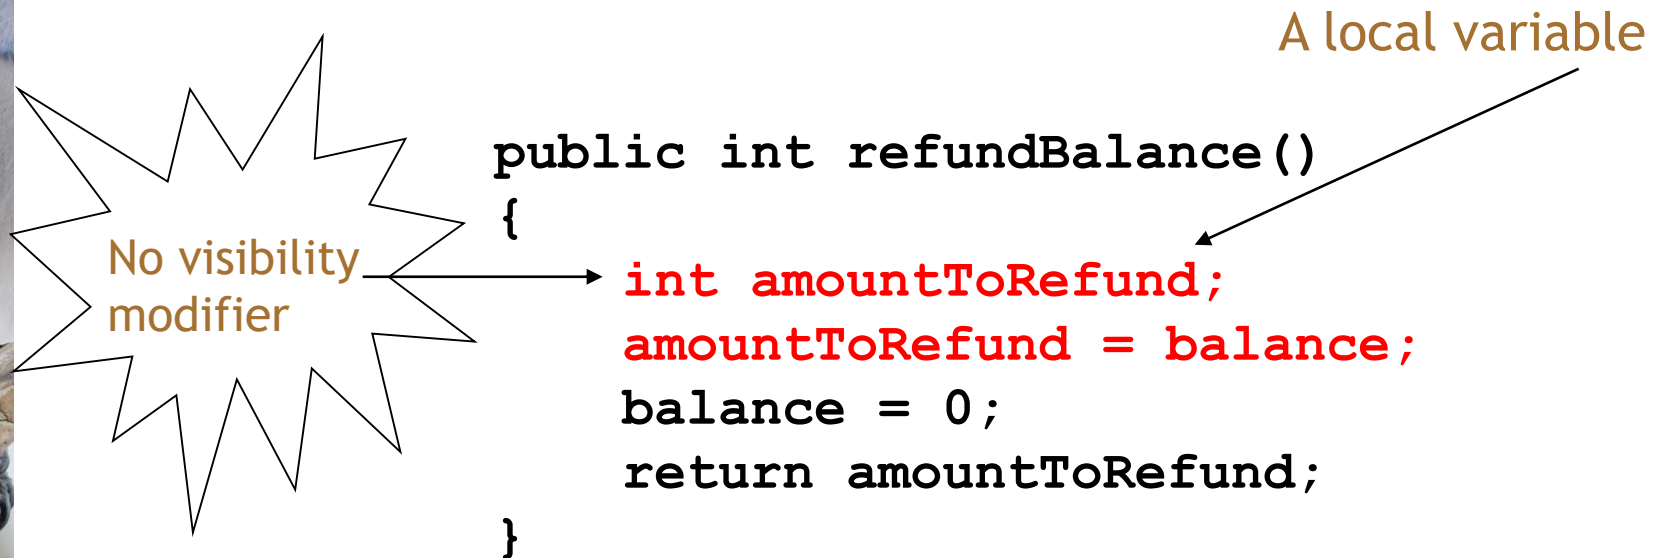 A local variable
public int refundBalance()
{
No visibility
modifier
int amountToRefund;
amountToRefund = balance;
balance = 0;
return amountToRefund;
}